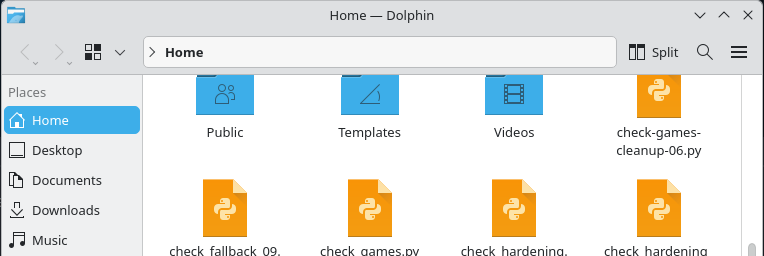 Home — Dolphin
Home
Split
Places
Home
Desktop
Documents
Downloads
Music
Public
Templates
Videos
check-games-
cleanup-06.py
check_fallback_09.
check_games.py
check_hardening.
check_hardening